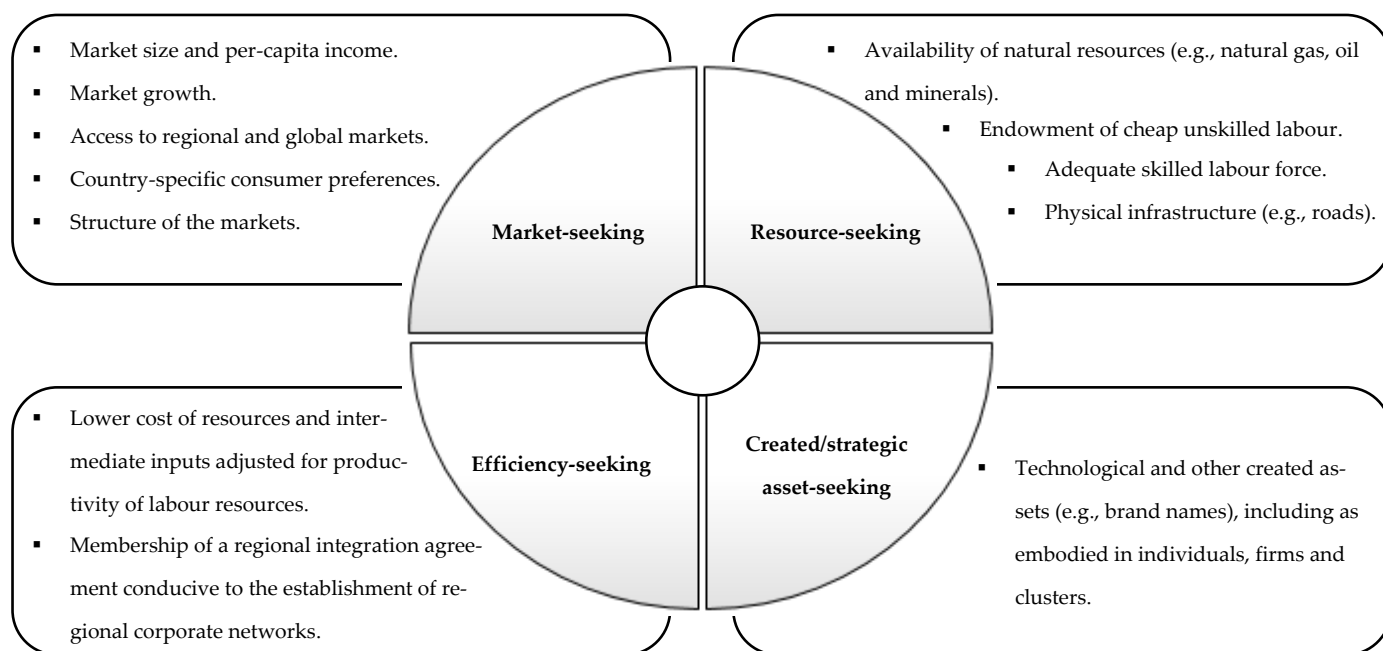 ▪ Market size and per-capita income.
▪ Market growth.
▪ Access to regional and global markets.
▪ Country-specific consumer preferences.
▪ Structure of the markets.
▪ Availability of natural resources (e.g., natural gas, oil
and minerals).
▪ Endowment of cheap unskilled labour.
▪ Adequate skilled labour force.
▪ Physical infrastructure (e.g., roads).
Market-seeking
Resource-seeking
▪ Lower cost of resources and inter-
mediate inputs adjusted for produc-
tivity of labour resources.
▪ Membership of a regional integration agree-
ment conducive to the establishment of re-
gional corporate networks.
Efficiency-seeking
Created/strategic
asset-seeking
▪ Technological and other created as-
sets (e.g., brand names), including as
embodied in individuals, firms and
clusters.